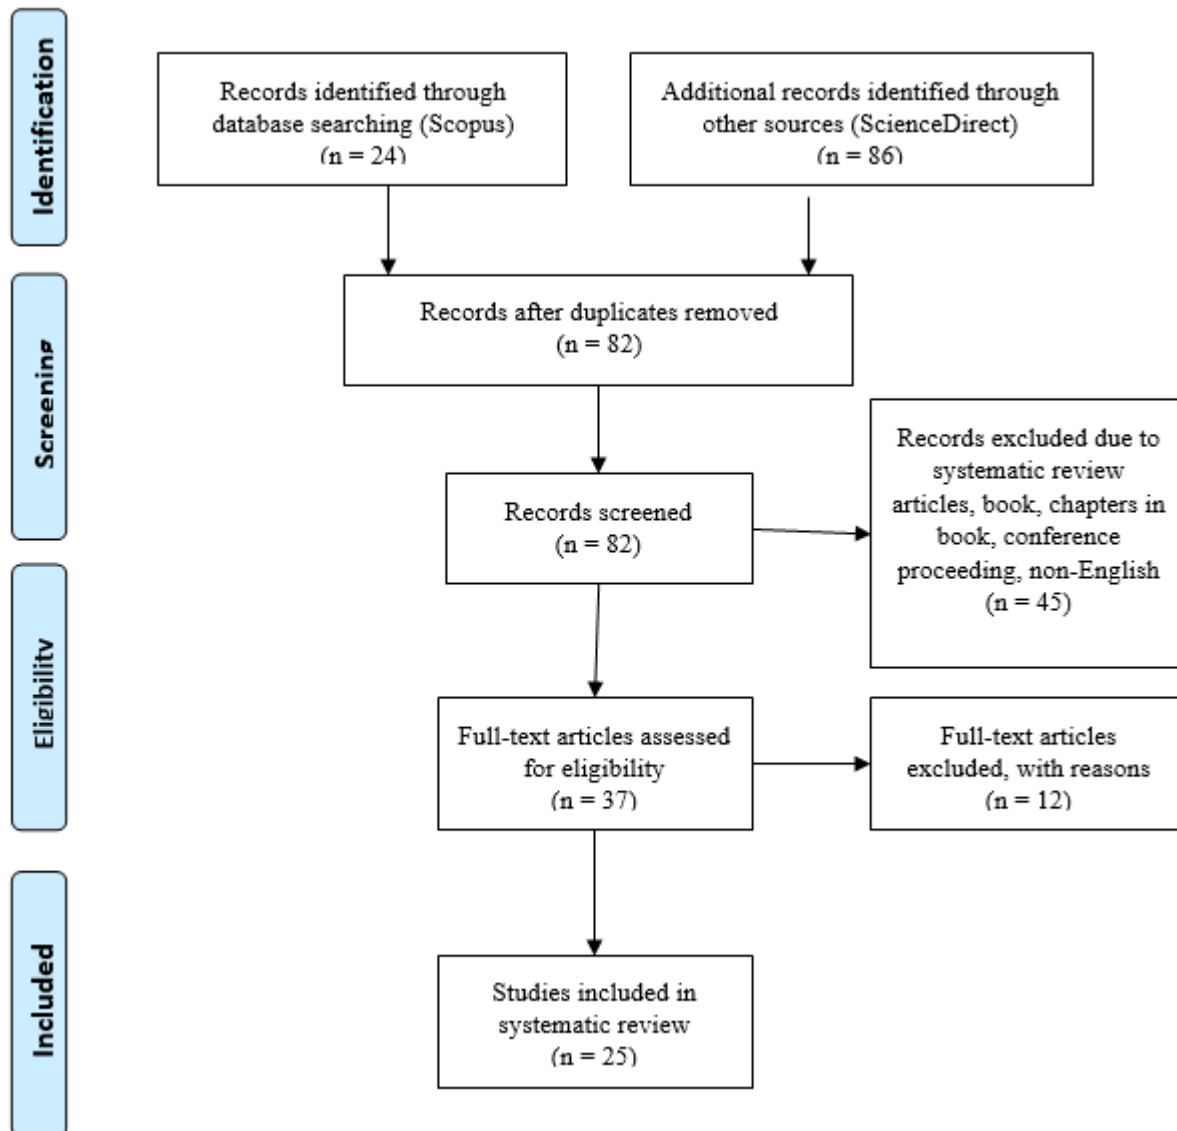 Identification
Records identified through
database searching (Scopus)
(n = 24)
Additional records identified through
other sources (ScienceDirect)
(n = 86)
Screening
Records after duplicates removed
(n = 82)
Records screened
(n = 82)
Records excluded due to
systematic review
articles, book, chapters in
book, conference
proceeding, non-English
(n = 45)
Eligibility
Full-text articles assessed
for eligibility
(n = 37)
Full-text articles
excluded, with reasons
(n = 12)
Included
Studies included in
systematic review
(n = 25)